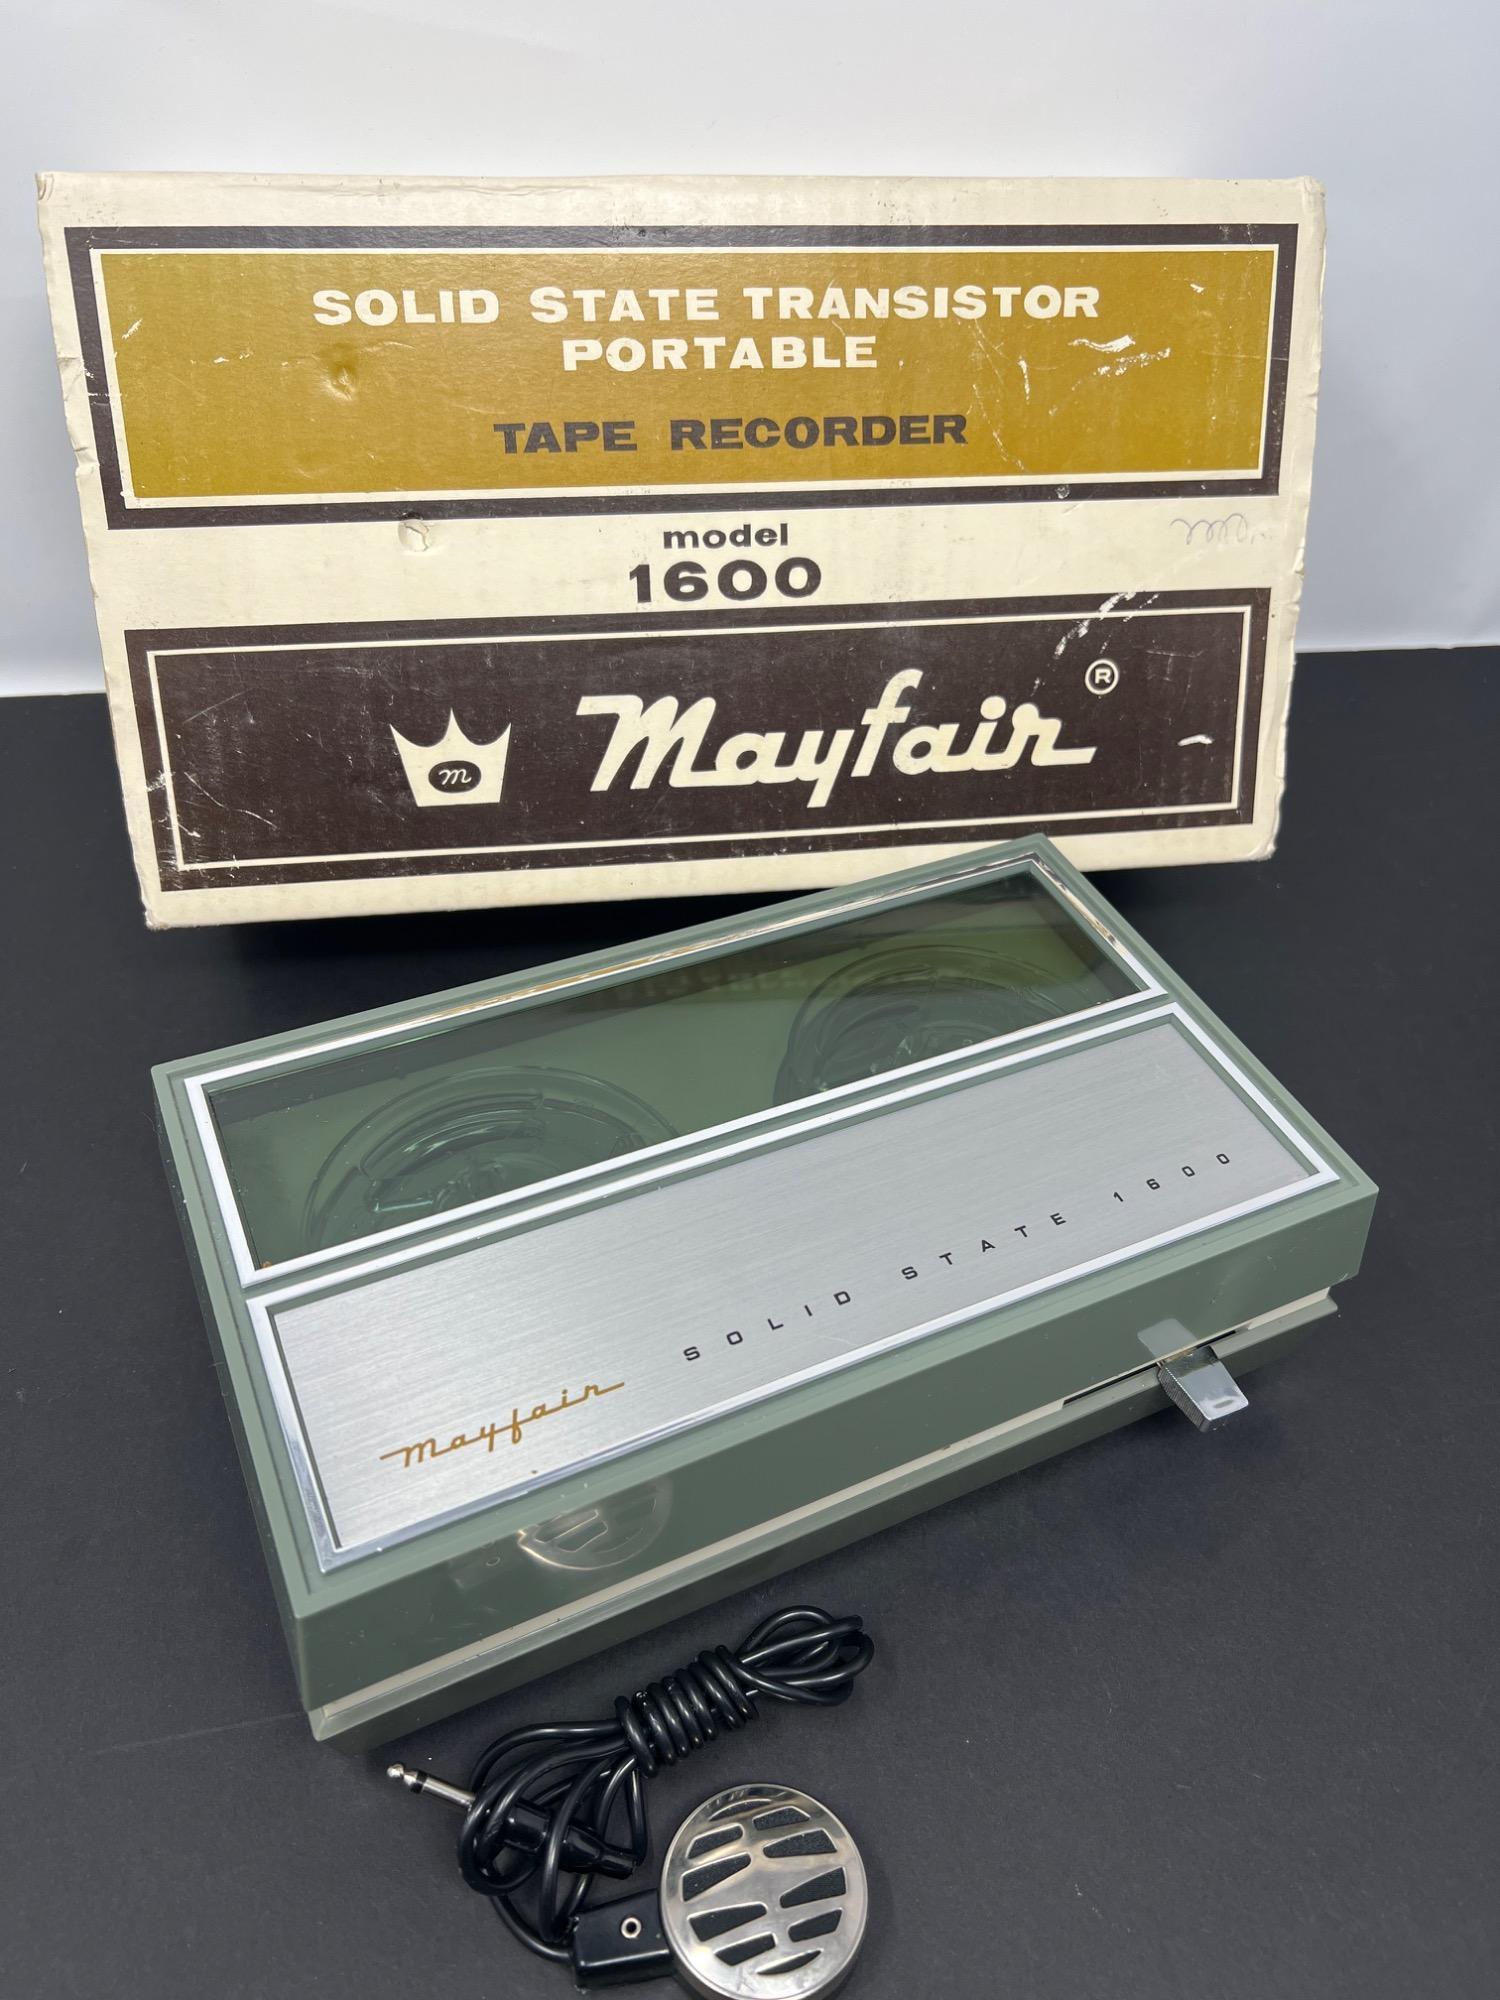 SOLID STATE TRANSISTOR
PORTABLE
TAPE RECORDER
model
1600
m Mayfair ®
Mayfair SOLID STATE 1600